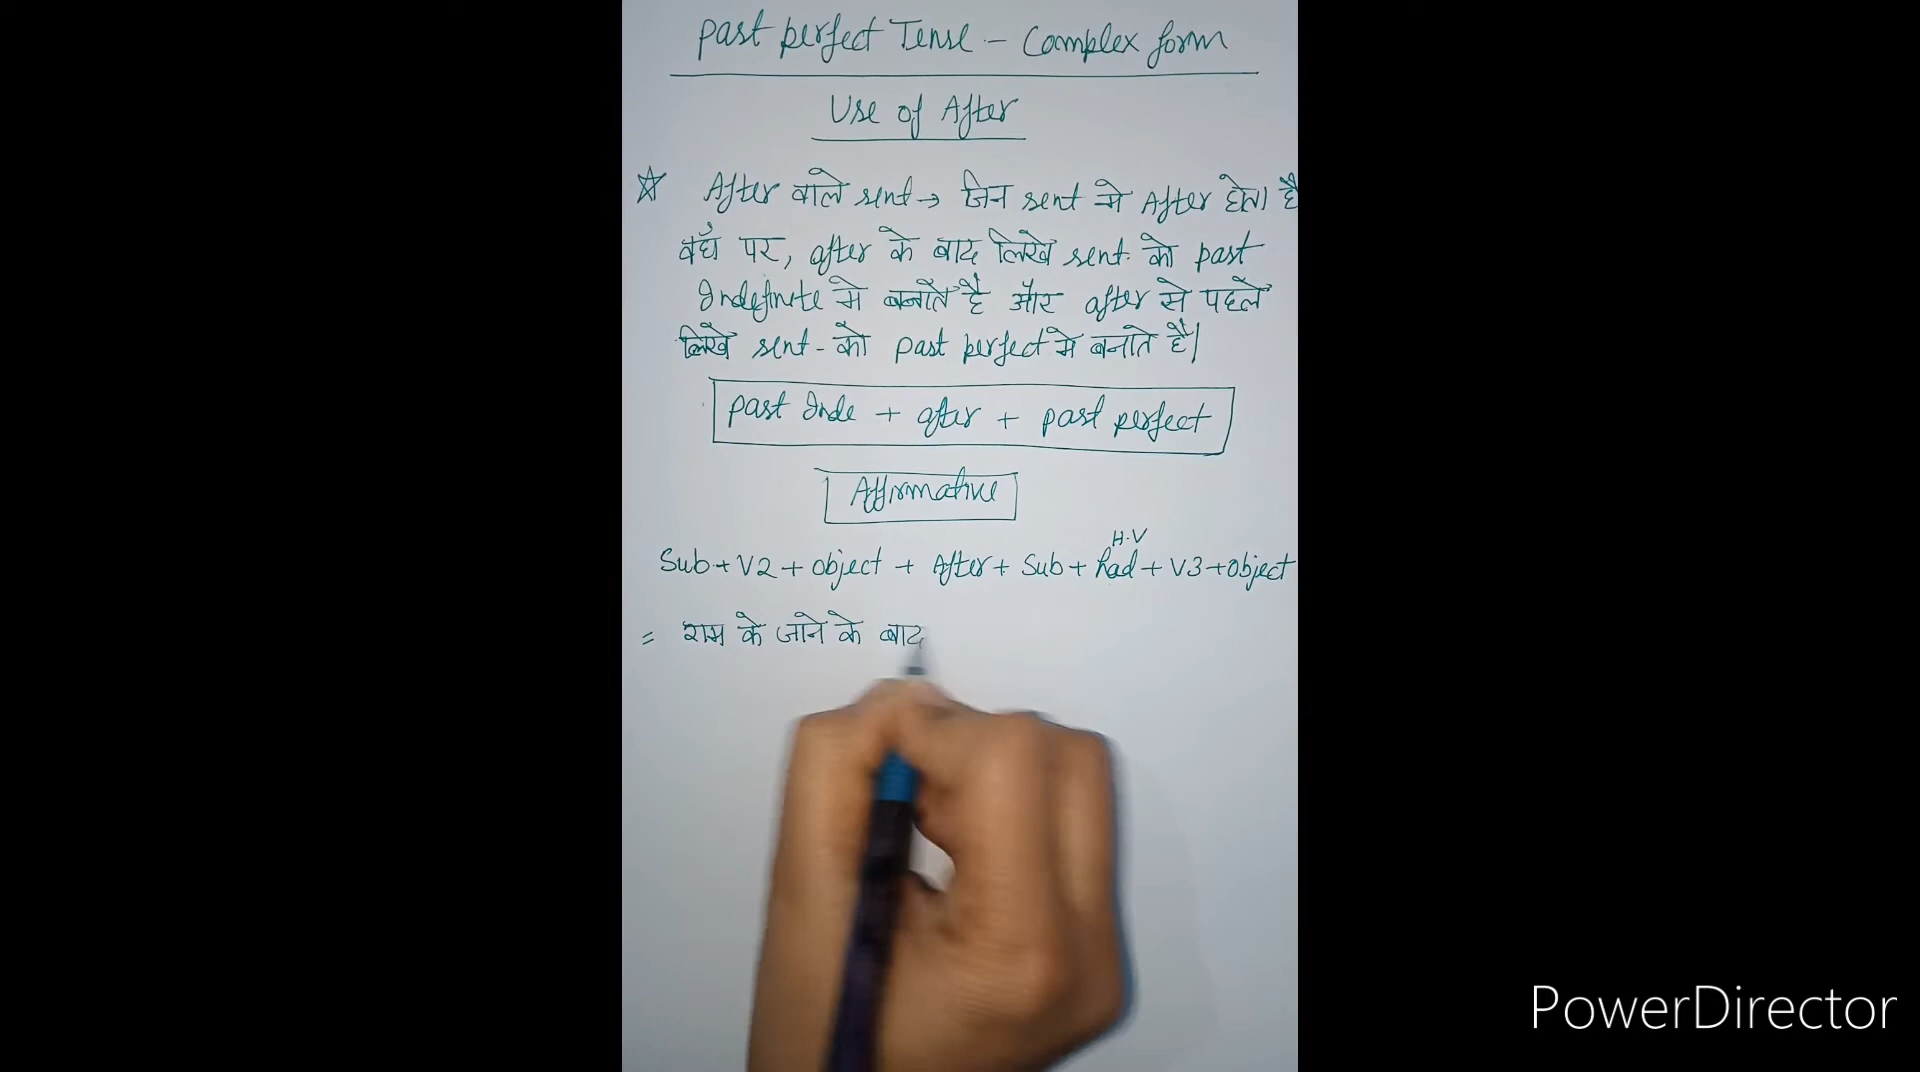 Past perfect Tense - Complex form
Use of After
☆ After वाले sent → जिन sent मे After होता है
वहाँ पर, after के बाद लिखे sent. को past
Indefinite मे बनाते है और after से पहले
लिखे sent - को past perfect मे बनाते है।
past Inde + after + past perfect
Affirmative
H.V
Sub + V2 + object + After + Sub + had + V3 + object
= राम के जाने के बाद
PowerDirector